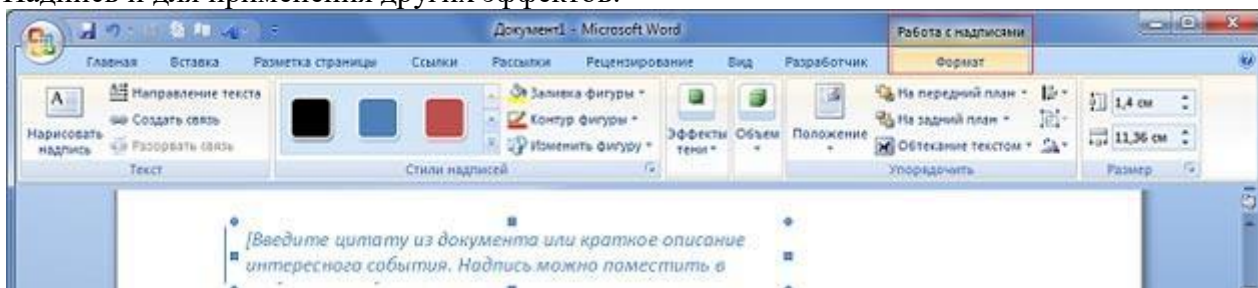 Надпись и для применения других эффектов.
Документ1 - Microsoft Word
Работа с надписями
Главная Вставка Разметка страницы Ссылки Рассылки Рецензирование Вид Разработчик Формат
Нарисовать надпись
Направление текста
Создать связь
Разорвать связь
Текст
Заливка фигуры
Контур фигуры
Изменить фигуру
Стили надписей
Эффекты тени
Объем
Положение
На передний план
На задний план
Обтекание текстом
Упорядочить
1,4 см
11,36 см
Размер
[Введите цитату из документа или краткое описание
интересного события. Надпись можно поместить в